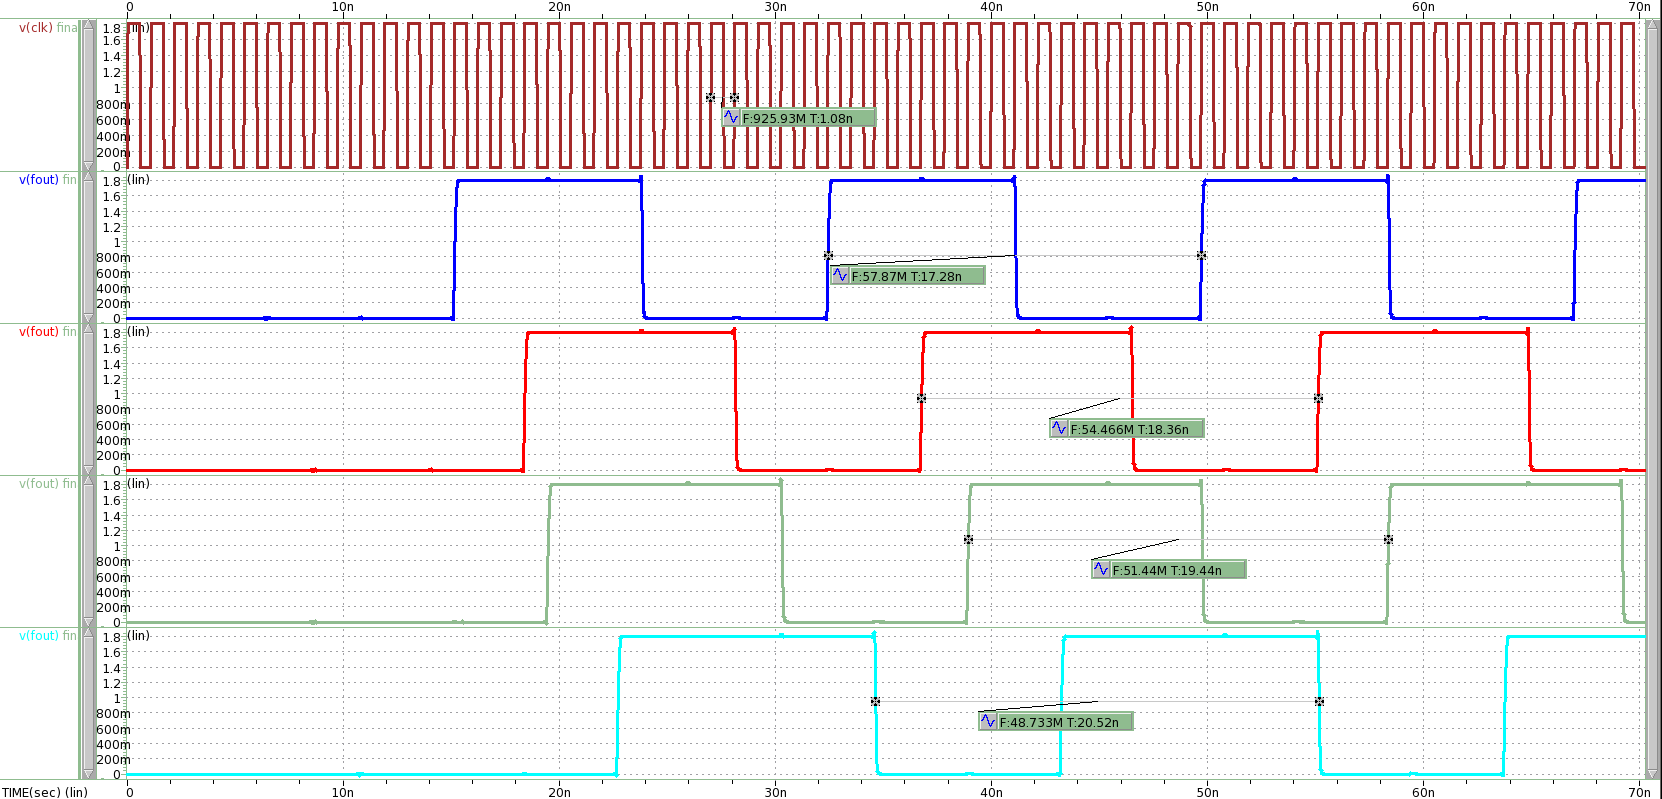 0 10n 20n 30n 40n 50n 60n 70n
v(clk) fina (lin)
1.8
1.6
1.4
1.2
1
800m
600m
400m
200m
0
F:925.93M T:1.08n
v(fout) fin (lin)
1.8
1.6
1.4
1.2
1
800m
600m
400m
200m
0
F:57.87M T:17.28n
v(fout) fin (lin)
1.8
1.6
1.4
1.2
1
800m
600m
400m
200m
0
F:54.466M T:18.36n
v(fout) fin (lin)
1.8
1.6
1.4
1.2
1
800m
600m
400m
200m
0
F:51.44M T:19.44n
v(fout) fin (lin)
1.8
1.6
1.4
1.2
1
800m
600m
400m
200m
0
F:48.733M T:20.52n
TIME(sec) (lin) 0 10n 20n 30n 40n 50n 60n 70n